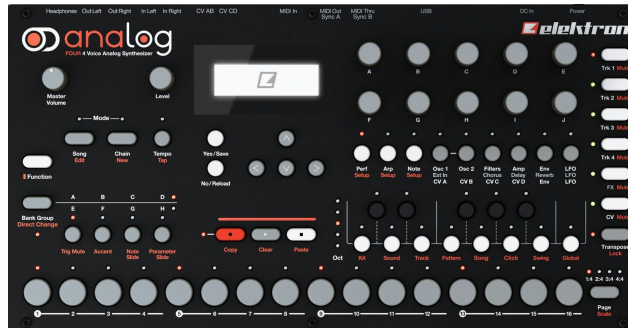 Headphones Out Left Out Right In Left In Right CV AB CV CD MIDI In MIDI Out MIDI Thru USB DC In Power
Sync A Sync B
analog
FOUR 4 Voice Analog Synthesizer
elektron
A B C D E
Trk 1 Mute
Master
Volume
Level
Trk 2 Mute
F G H I J
Mode
Trk 3 Mute
Song
Edit
Chain
New
Tempo
Tap
Yes/Save
Perf
Setup
Arp
Setup
Note
Setup
Osc 1
Ext In
CV A
Osc 2
CV B
Filters
Chorus
CV C
Amp
Delay
CV D
Env
Reverb
Env
LFO
LFO
LFO
Trk 4 Mute
Function
No/Reload
FX Mute
Bank Group
Direct Change
A B C D
E F G H
CV Mute
Trig Mute
Accent
Note
Slide
Parameter
Slide
Copy Clear Paste
Oct
Kit Sound Track Pattern Song Click Swing Global
Transpose
Lock
1:4 2:4 3:4 4:4
1 2 3 4 5 6 7 8 9 10 11 12 13 14 15 16
Page
Scale